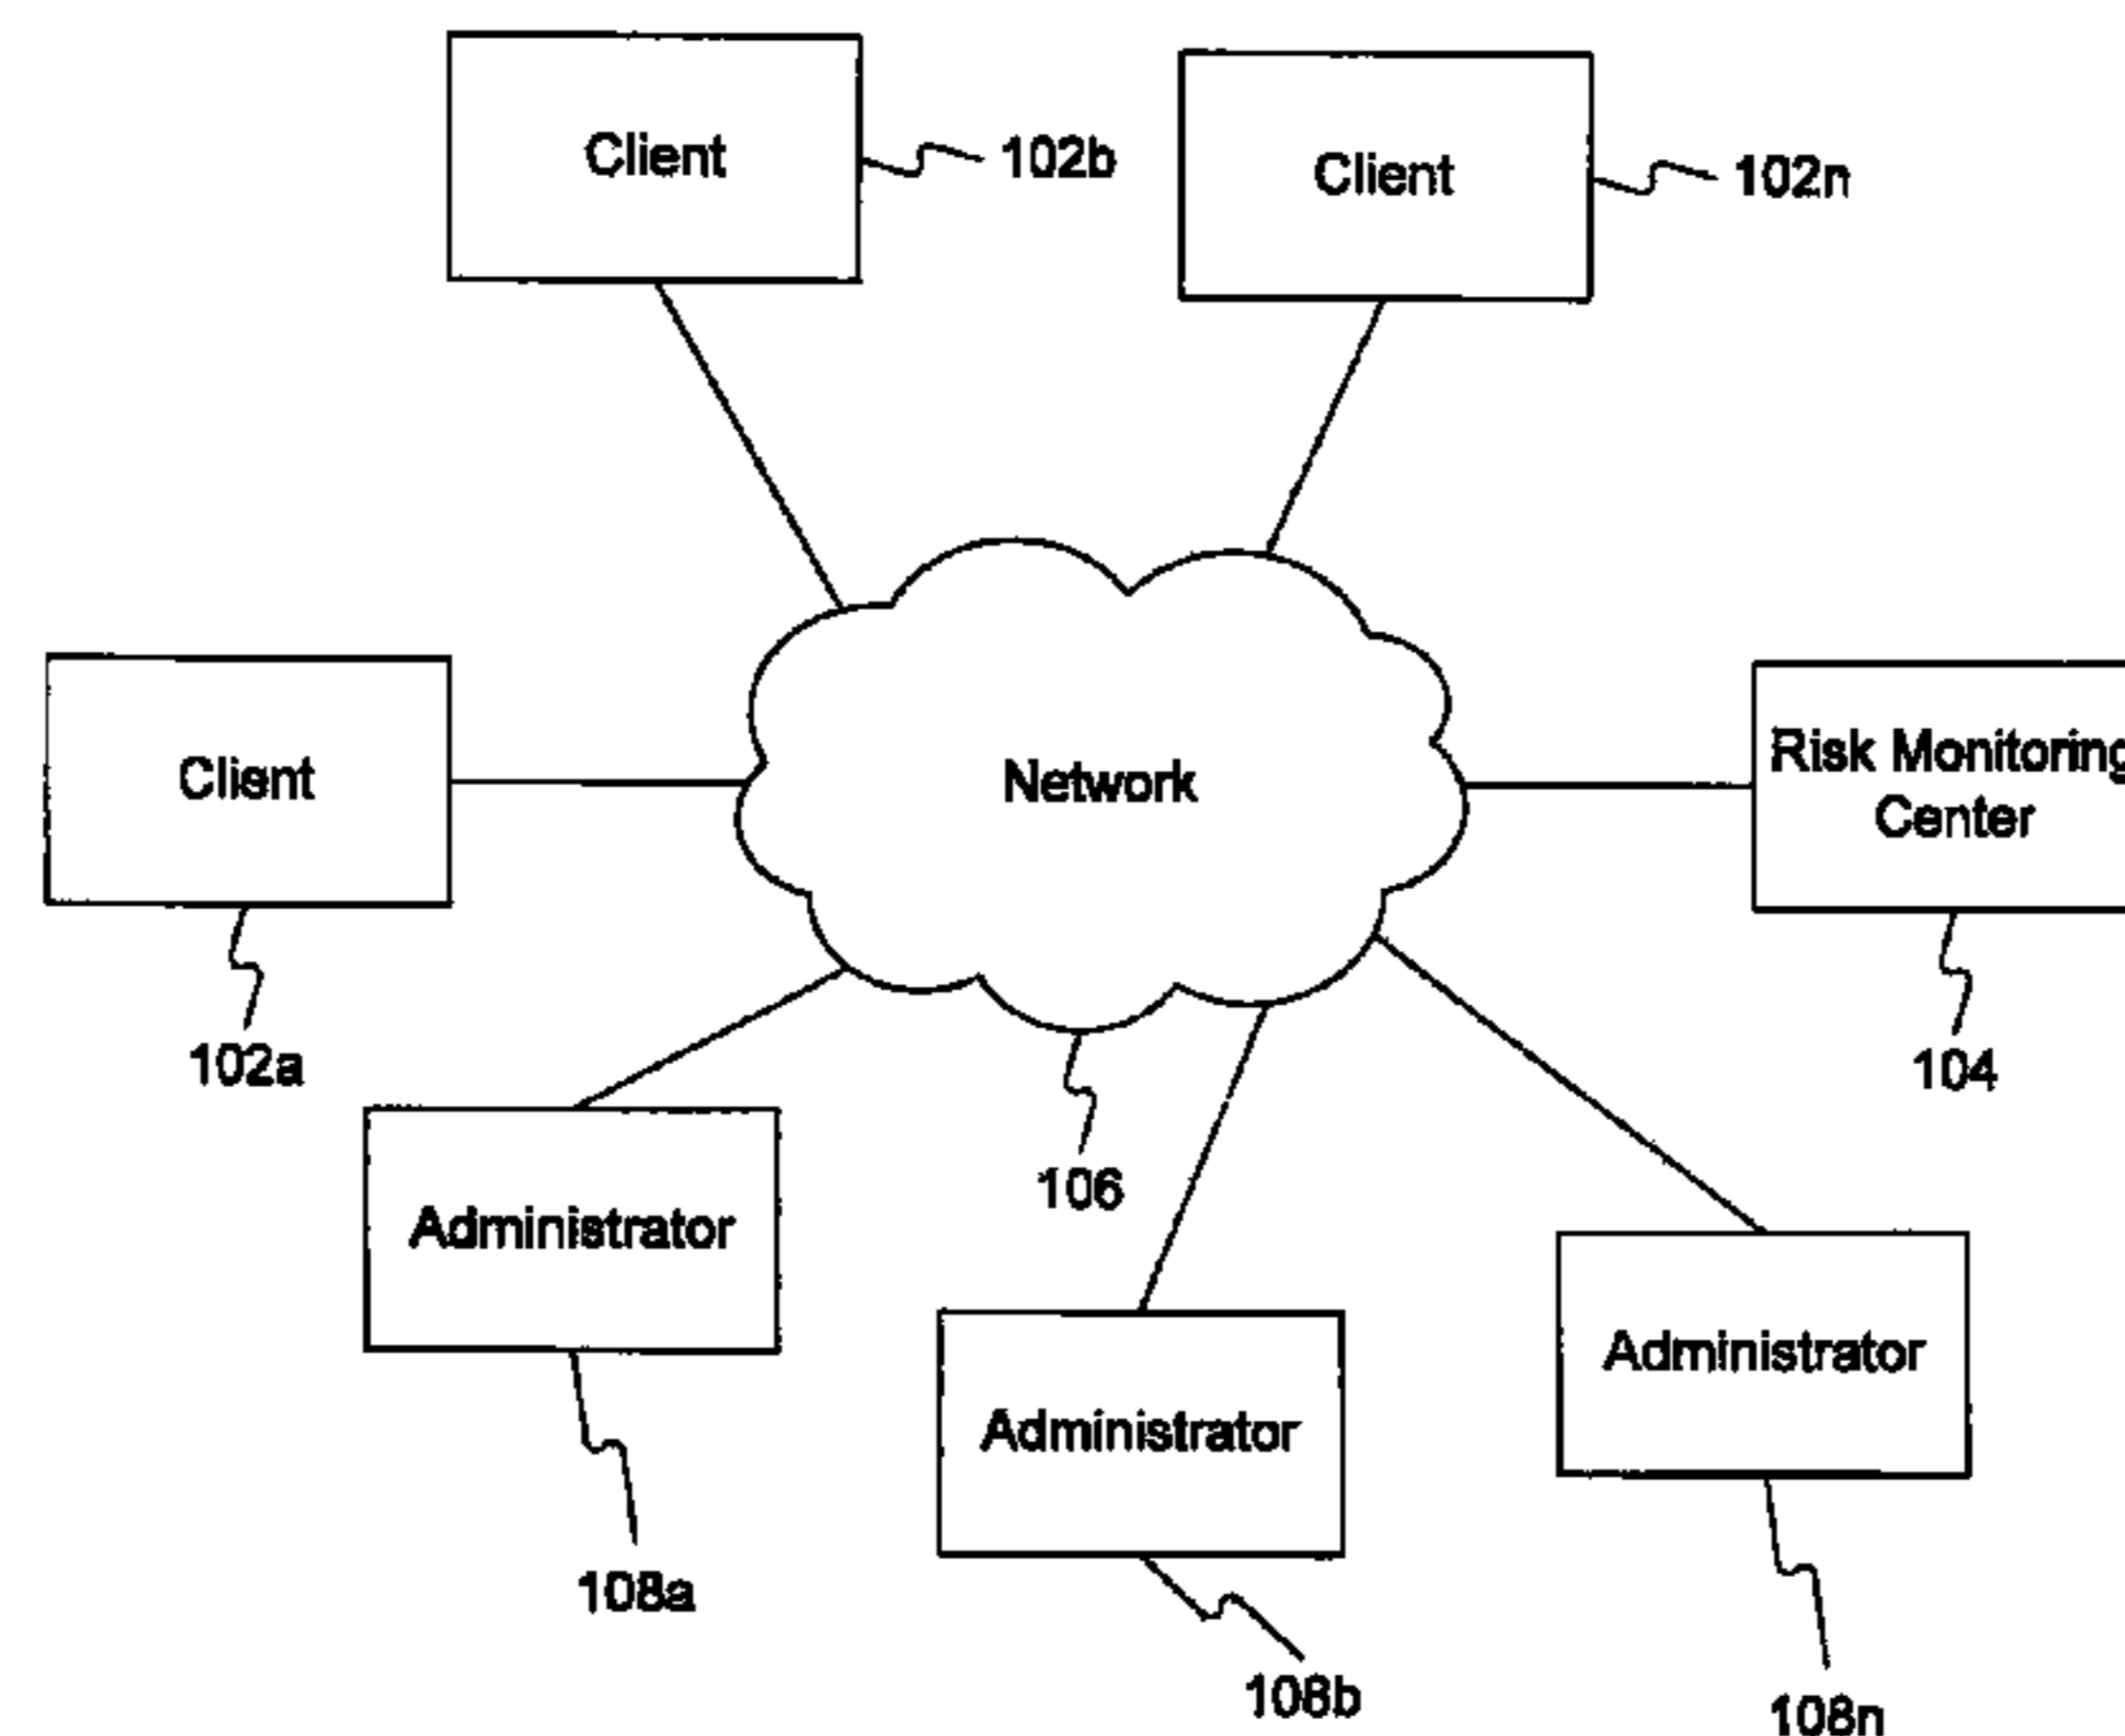 Client
102b
Client
102n
Client
Network
Risk Monitoring
Center
102a
104
106
Administrator
Administrator
Administrator
108a
108b
108n